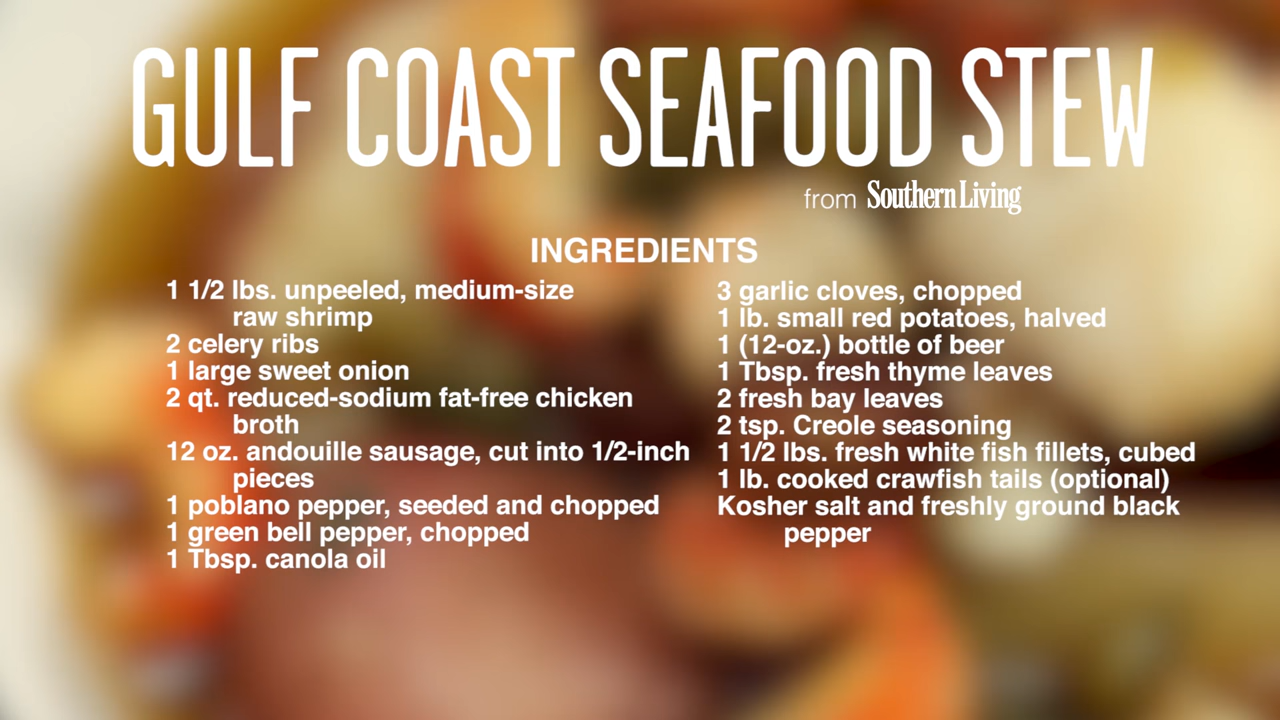 GULF COAST SEAFOOD STEW
from Southern Living
INGREDIENTS
1 1/2 lbs. unpeeled, medium-size
raw shrimp
2 celery ribs
1 large sweet onion
2 qt. reduced-sodium fat-free chicken
broth
12 oz. andouille sausage, cut into 1/2-inch
pieces
1 poblano pepper, seeded and chopped
1 green bell pepper, chopped
1 Tbsp. canola oil
3 garlic cloves, chopped
1 lb. small red potatoes, halved
1 (12-oz.) bottle of beer
1 Tbsp. fresh thyme leaves
2 fresh bay leaves
2 tsp. Creole seasoning
1 1/2 lbs. fresh white fish fillets, cubed
1 lb. cooked crawfish tails (optional)
Kosher salt and freshly ground black
pepper